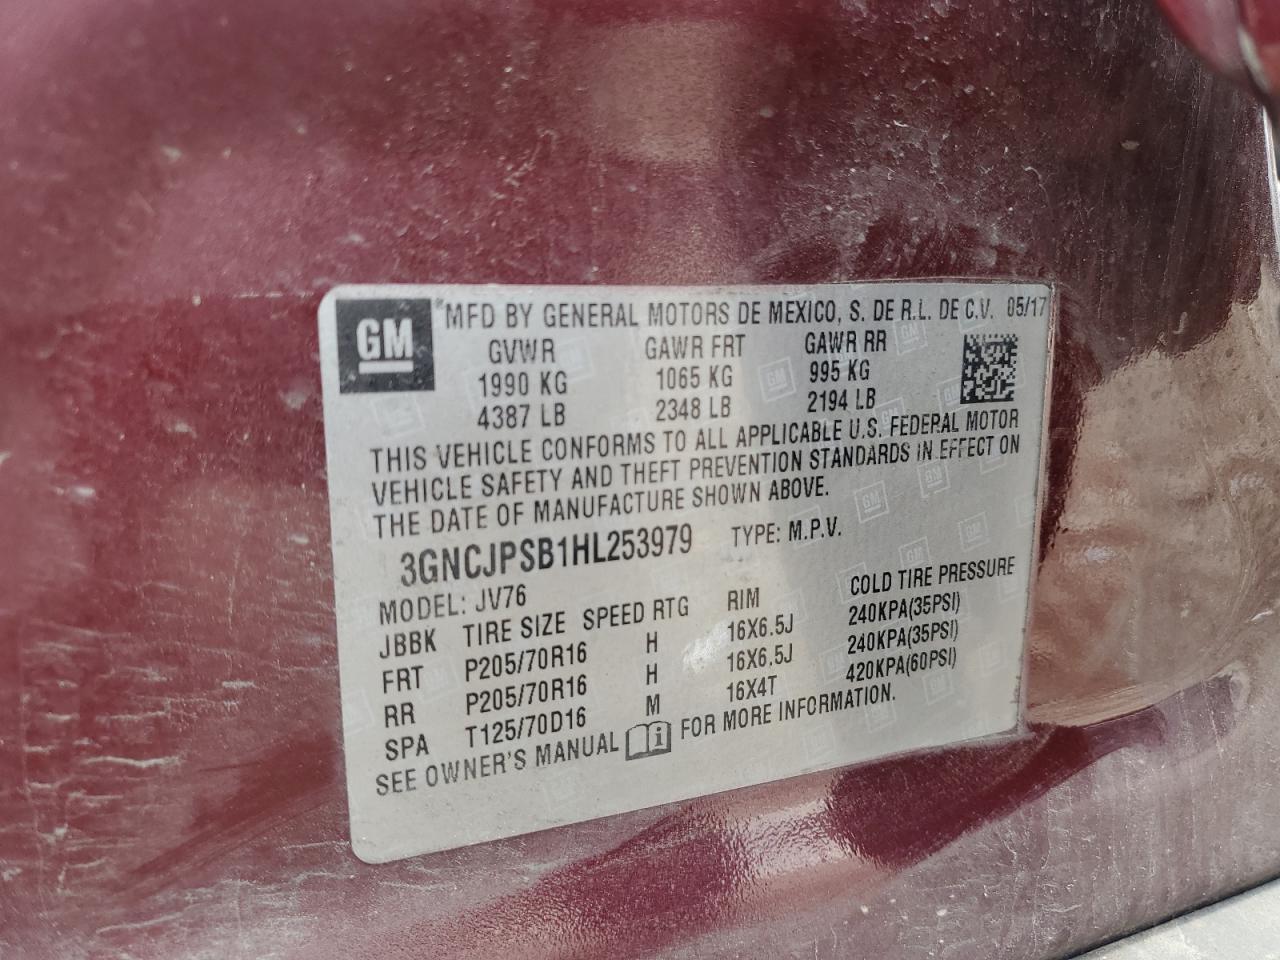 GM
MFD BY GENERAL MOTORS DE MEXICO, S. DE R.L. DE C.V. 05/17
GVWR GAWR FRT GAWR RR
1990 KG 1065 KG 995 KG
4387 LB 2348 LB 2194 LB
THIS VEHICLE CONFORMS TO ALL APPLICABLE U.S. FEDERAL MOTOR
VEHICLE SAFETY AND THEFT PREVENTION STANDARDS IN EFFECT ON
THE DATE OF MANUFACTURE SHOWN ABOVE.
3GNCJPSB1HL253979 TYPE: M.P.V.
MODEL: JV76
JBBK TIRE SIZE SPEED RTG RIM COLD TIRE PRESSURE
FRT P205/70R16 H 16X6.5J 240KPA(35PSI)
RR P205/70R16 H 16X6.5J 240KPA(35PSI)
SPA T125/70D16 M 16X4T 420KPA(60PSI)
SEE OWNER'S MANUAL FOR MORE INFORMATION.